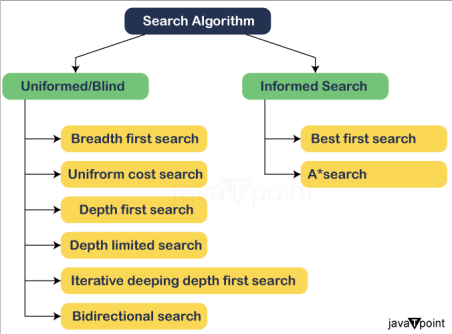 Search Algorithm
Uniformed/Blind
Informed Search
Breadth first search
Best first search
Unifrorm cost search
A*search
Depth first search
Depth limited search
Iterative deeping depth first search
Bidirectional search
javaTpoint
javaTpoint